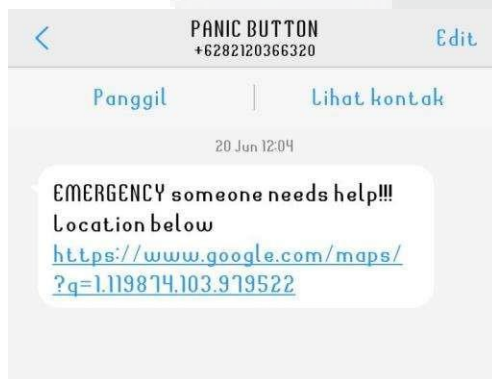 PANIC BUTTON
+6282120366320
Edit
Panggil
Lihat kontak
20 Jun 12:04
EMERGENCY someone needs help!!!
Location below
https://www.google.com/maps/
?q=1.119874,103.979522